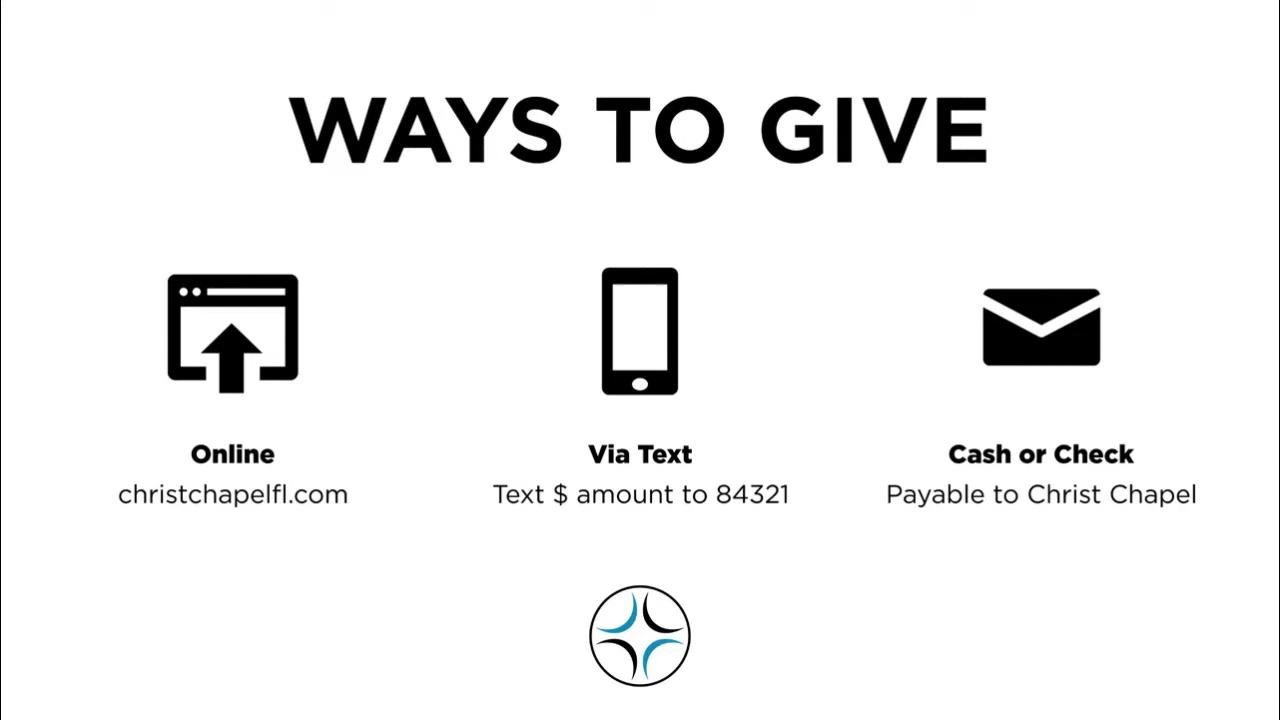 WAYS TO GIVE
Online
christchapelfl.com
Via Text
Text $ amount to 84321
Cash or Check
Payable to Christ Chapel